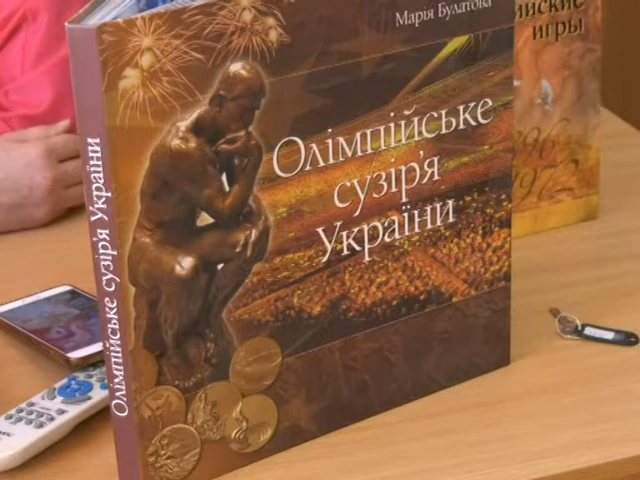 Марія Булатова
Олімпійське
сузір'я
України
Олімпійське сузір'я України
игры